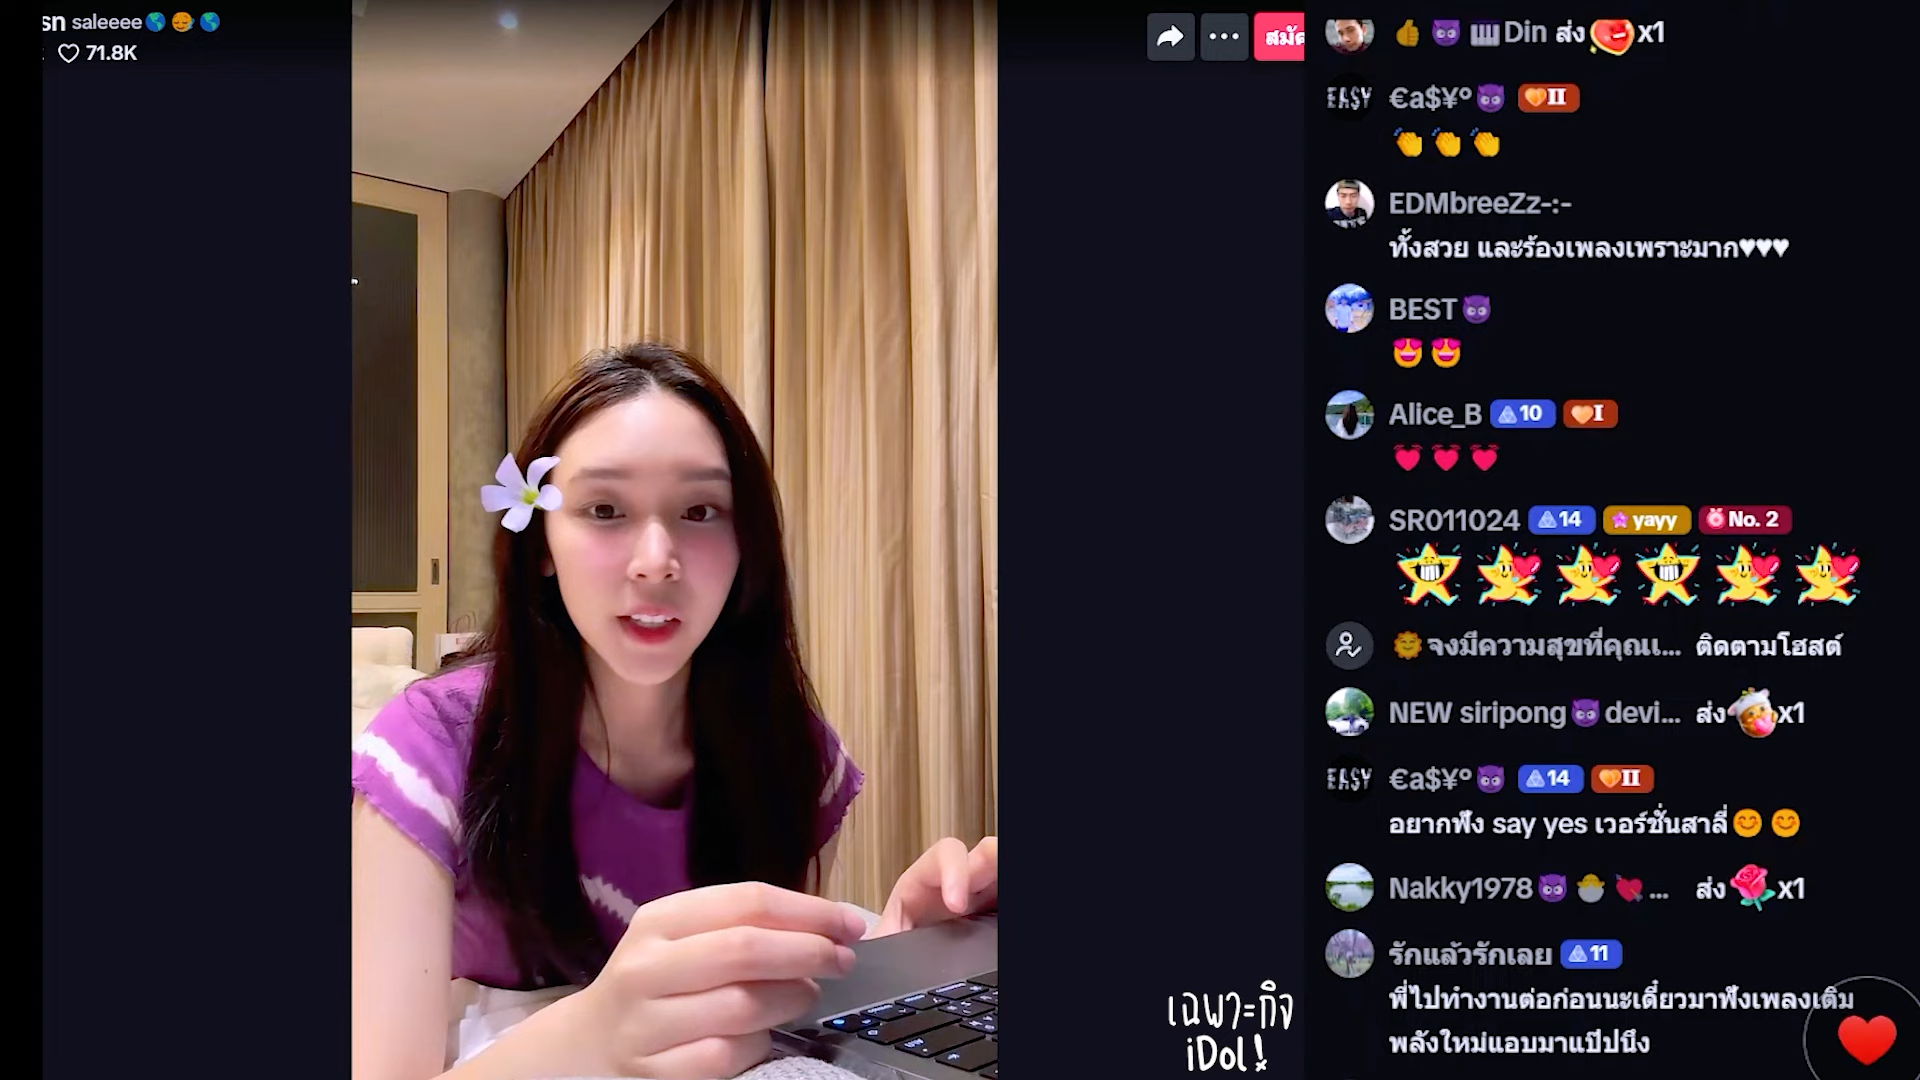 sn saleeee
71.8K
Din ส่ง x1
EASY €a$¥° II
EDMbreeZz-:-
ทั้งสวย และร้องเพลงเพราะมาก♥♥♥
BEST
Alice_B 10 I
SR011024 14 yayy No. 2
จงมีความสุขที่คุณเ... ติดตามโฮสต์
NEW siripong devi... ส่ง x1
EASY €a$¥° 14 II
อยากฟัง say yes เวอร์ชั่นสาลี่
Nakky1978 ... ส่ง x1
รักแล้วรักเลย 11
พี่ไปทำงานต่อก่อนนะเดี๋ยวมาฟังเพลงเติม
พลังใหม่แอบมาแป๊ปนึง
เฉพาะกิจ
iDol!